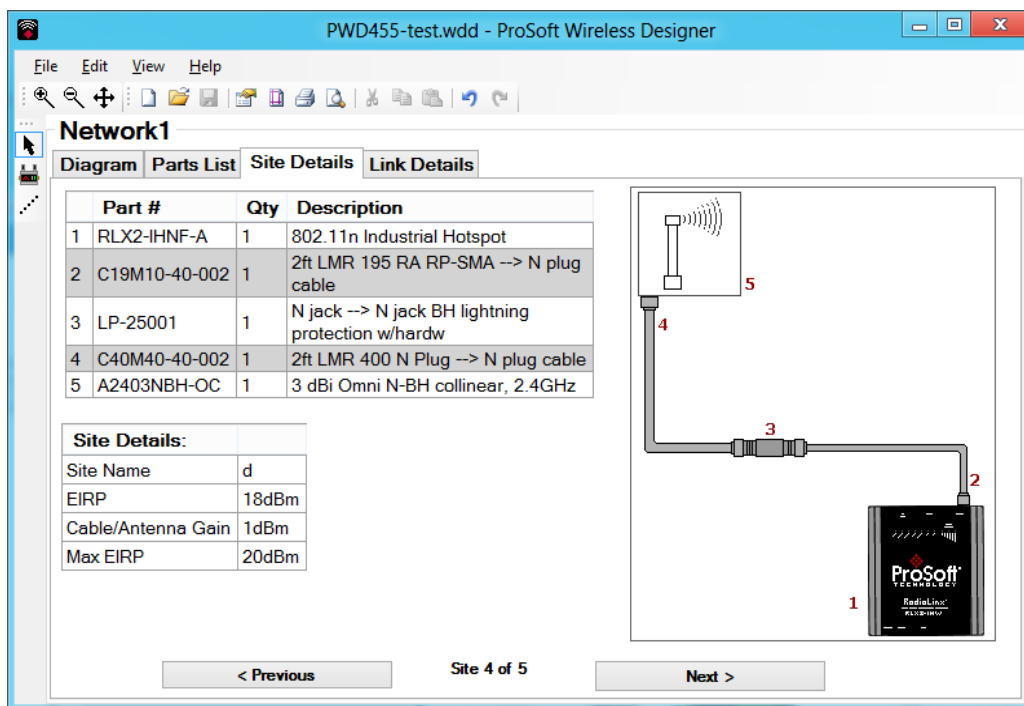 PWD455-test.wdd - ProSoft Wireless Designer
File Edit View Help
Network1
Diagram Parts List Site Details Link Details
Part # Qty Description
1 RLX2-IHNF-A 1 802.11n Industrial Hotspot
2 C19M10-40-002 1 2ft LMR 195 RA RP-SMA --> N plug
cable
3 LP-25001 1 N jack --> N jack BH lightning
protection w/hardw
4 C40M40-40-002 1 2ft LMR 400 N Plug --> N plug cable
5 A2403NBH-OC 1 3 dBi Omni N-BH collinear, 2.4GHz
Site Details:
Site Name d
EIRP 18dBm
Cable/Antenna Gain 1dBm
Max EIRP 20dBm
5
4
3
2
1
ProSoft
TECHNOLOGY
RadioLinx
RLX2-IHW
< Previous Site 4 of 5 Next >